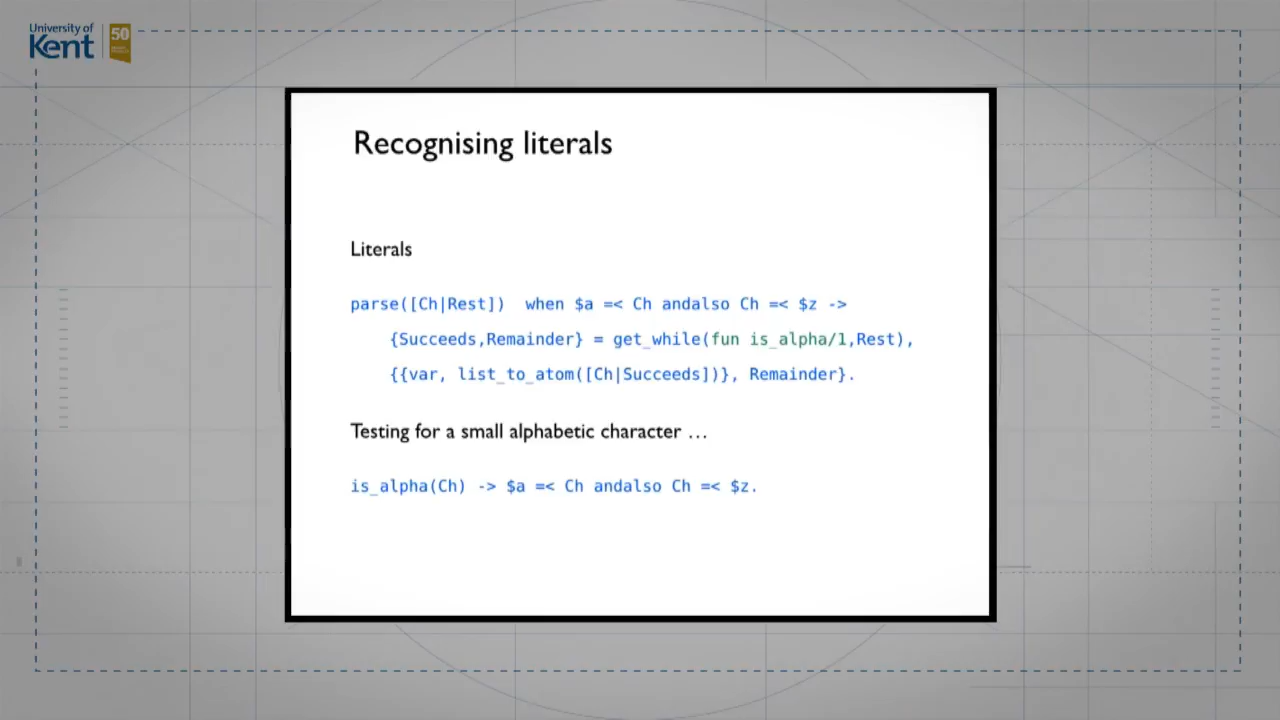 University of
Kent
50
Recognising literals
Literals
parse([Ch|Rest])  when $a =< Ch andalso Ch =< $z ->
{Succeeds,Remainder} = get_while(fun is_alpha/1,Rest),
{{var, list_to_atom([Ch|Succeeds])}, Remainder}.
Testing for a small alphabetic character …
is_alpha(Ch) -> $a =< Ch andalso Ch =< $z.